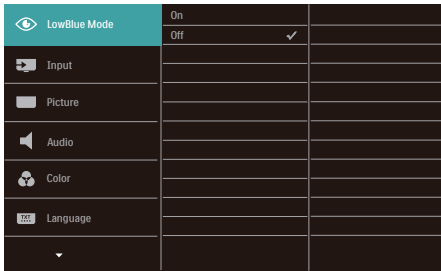 LowBlue Mode
On
Off
Input
Picture
Audio
Color
TXT
Language